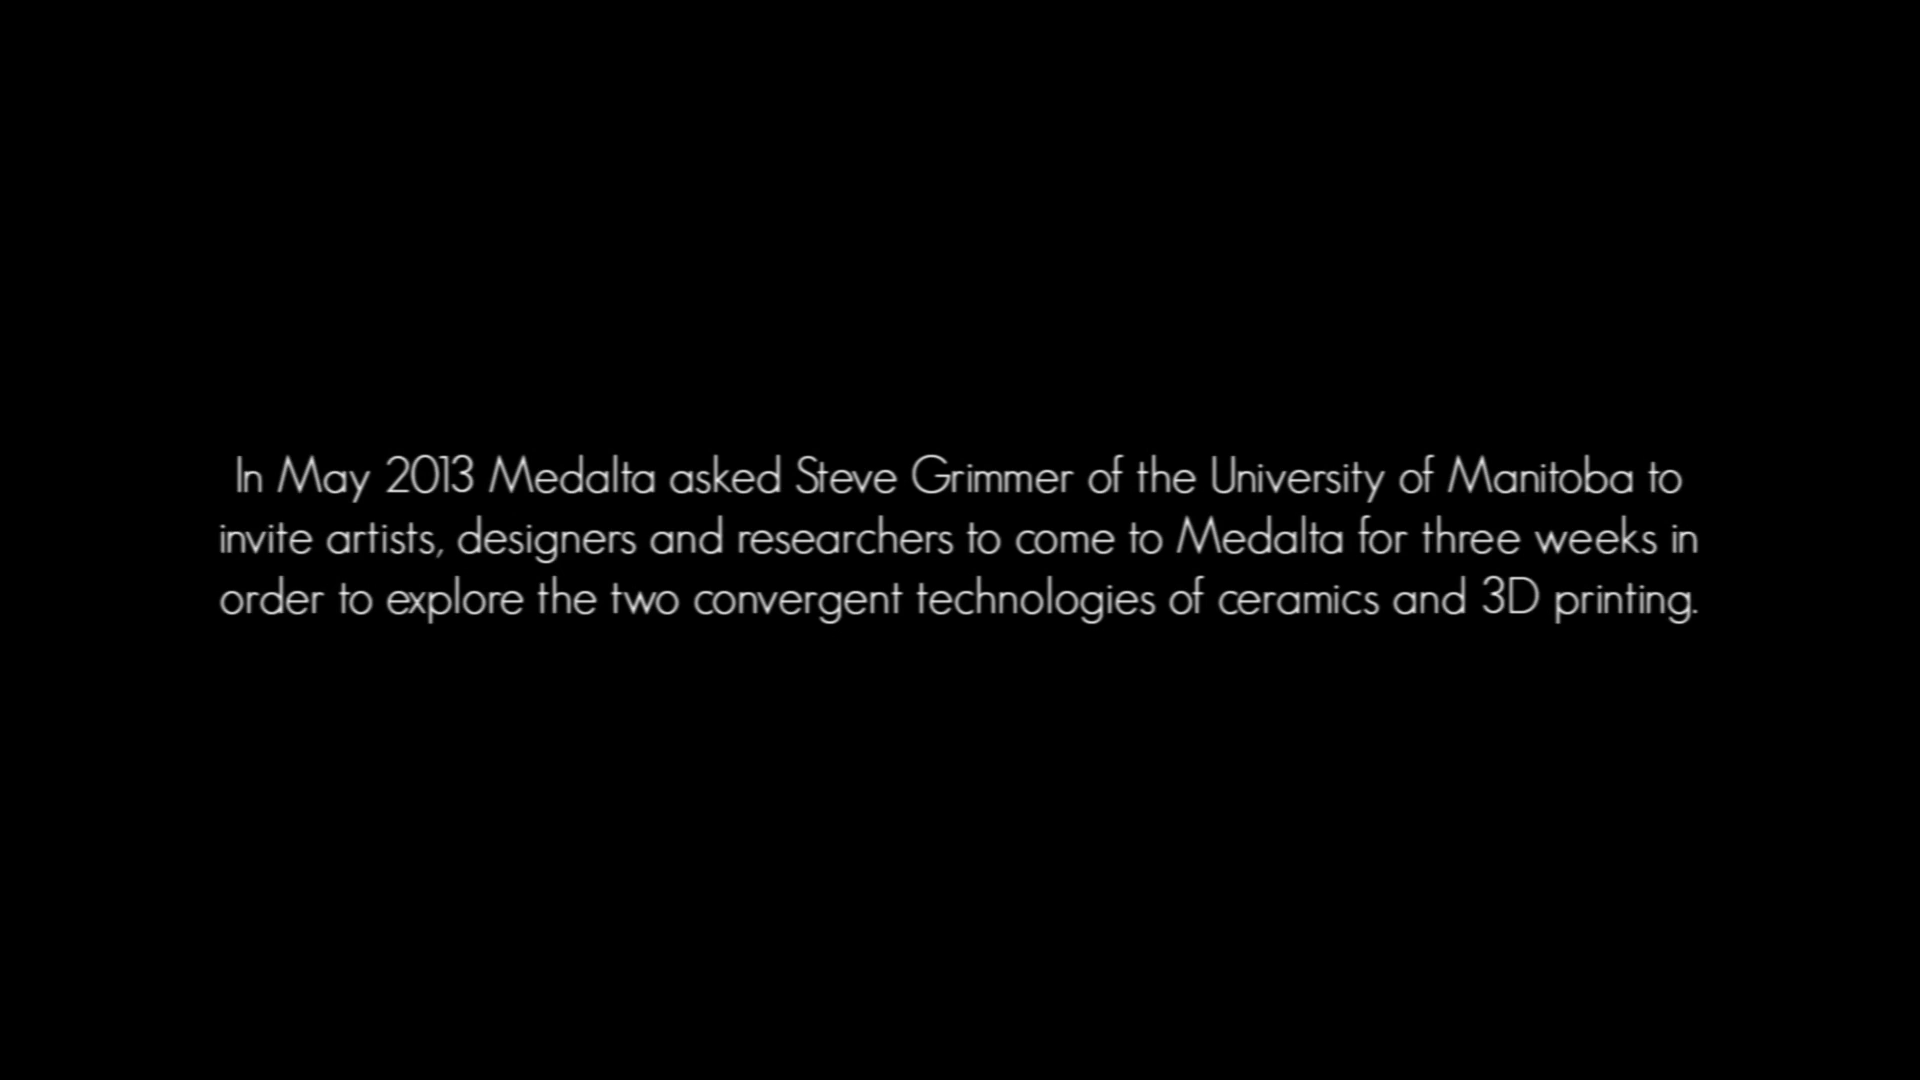 In May 2013 Medalta asked Steve Grimmer of the University of Manitoba to
invite artists, designers and researchers to come to Medalta for three weeks in
order to explore the two convergent technologies of ceramics and 3D printing.